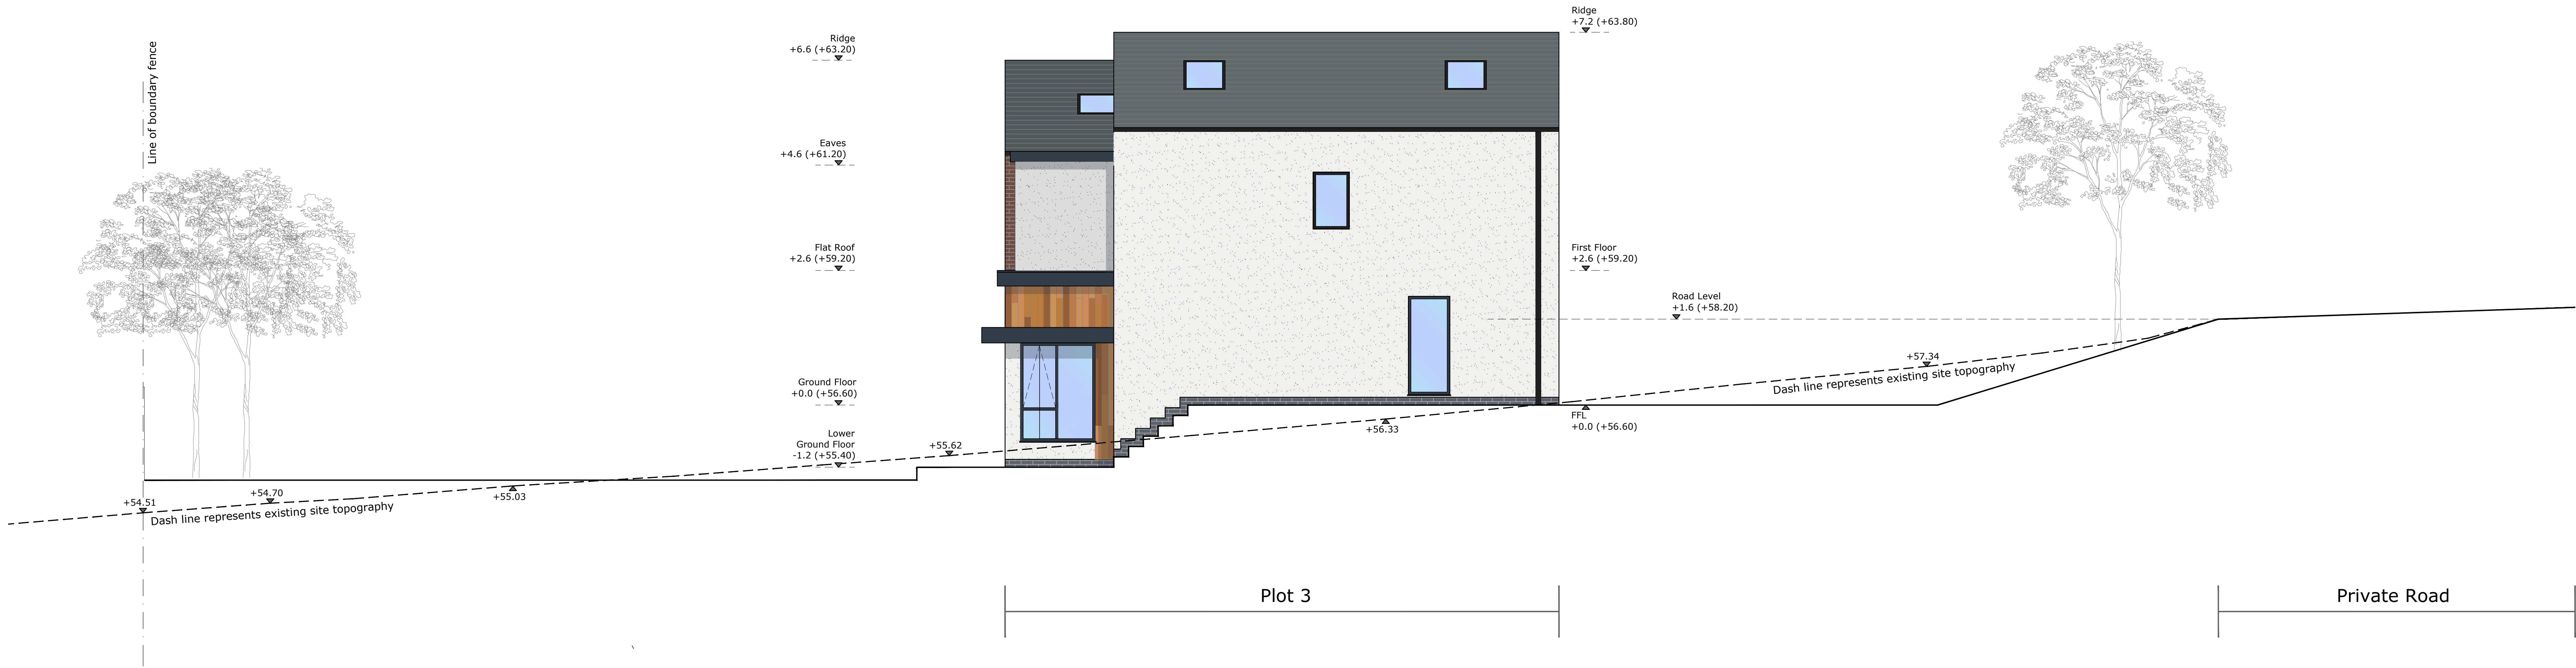 Line of boundary fence
Ridge
+6.6 (+63.20)
Eaves
+4.6 (+61.20)
Flat Roof
+2.6 (+59.20)
Ground Floor
+0.0 (+56.60)
Lower
Ground Floor
-1.2 (+55.40)
Ridge
+7.2 (+63.80)
First Floor
+2.6 (+59.20)
Road Level
+1.6 (+58.20)
FFL
+0.0 (+56.60)
+54.51
+54.70
+55.03
+55.62
+56.33
+57.34
Dash line represents existing site topography
Dash line represents existing site topography
Plot 3
Private Road